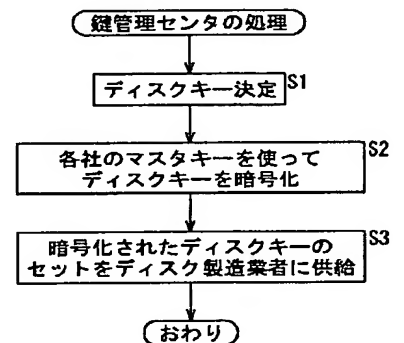 鍵管理センタの処理
ディスクキー決定 S1
S2
各社のマスタキーを使って
ディスクキーを暗号化
S3
暗号化されたディスクキーの
セットをディスク製造業者に供給
おわり